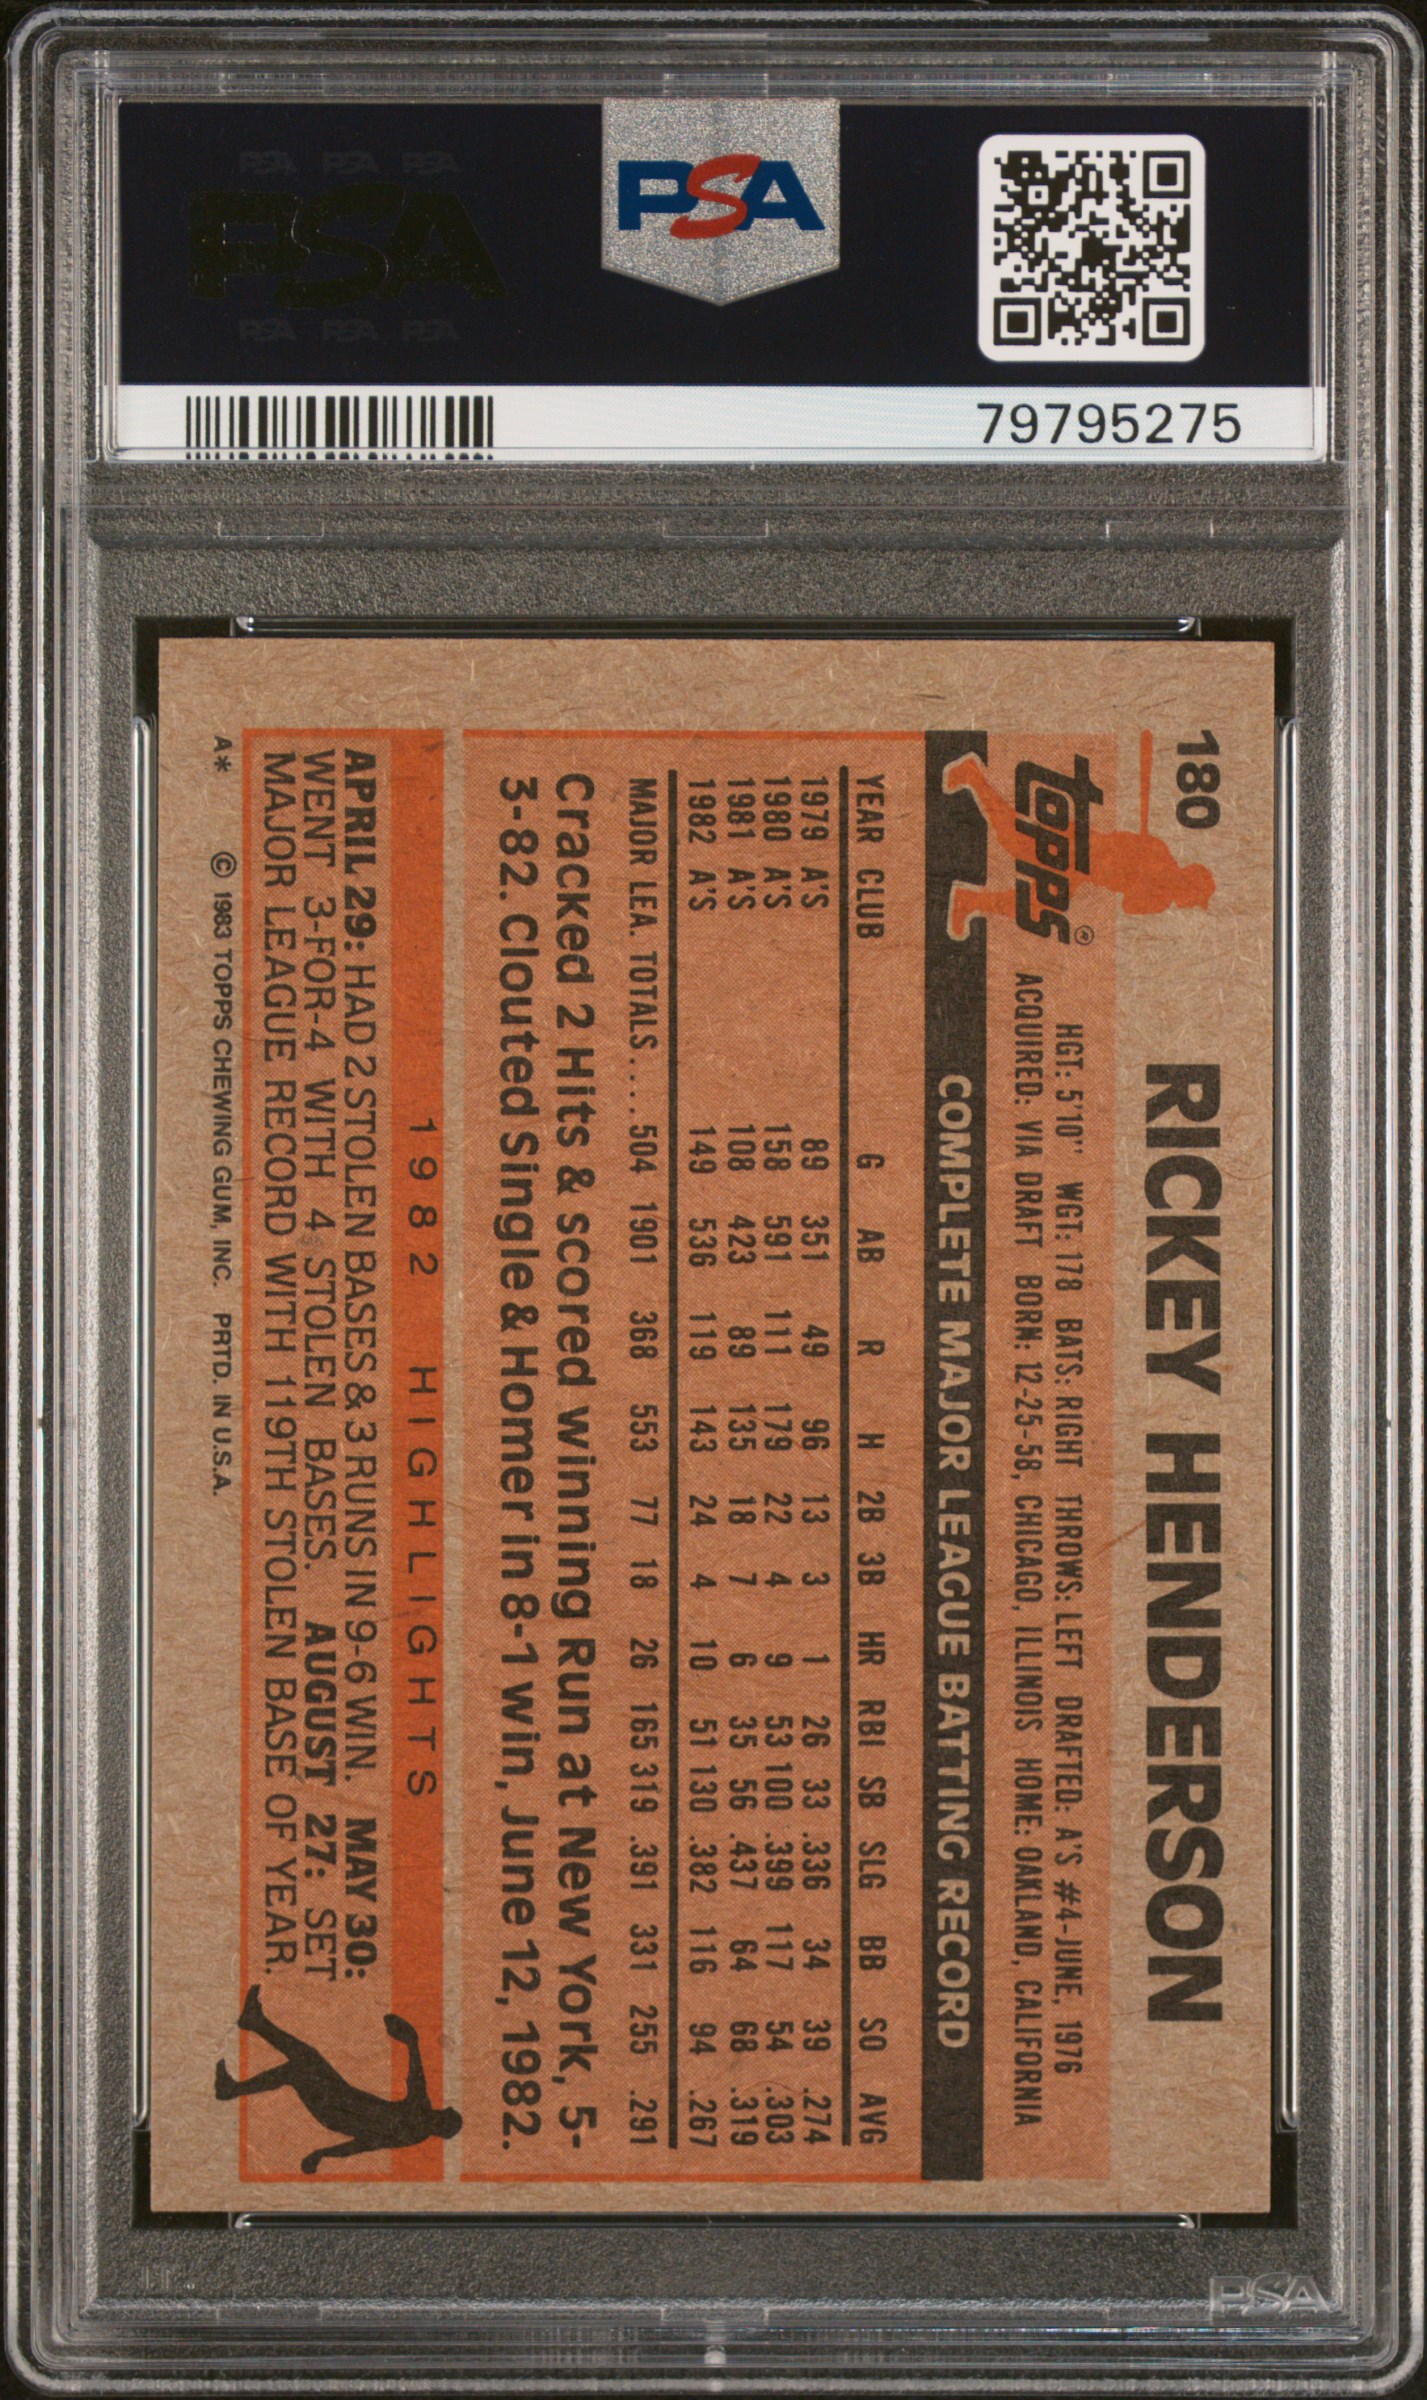 PSA PSA PSA
PSA
PSA PSA PSA
PSA
79795275
180
RICKEY HENDERSON
Topps®
HGT: 5'10" WGT: 178 BATS: RIGHT THROWS: LEFT DRAFTED: A'S #4-JUNE, 1976
ACQUIRED: VIA DRAFT BORN: 12-25-58, CHICAGO, ILLINOIS HOME: OAKLAND, CALIFORNIA
COMPLETE MAJOR LEAGUE BATTING RECORD
YEAR CLUB G AB R H 2B 3B HR RBI SB SLG BB SO AVG
1979 A'S 89 351 49 96 13 3 1 26 33 .336 34 39 .274
1980 A'S 158 591 111 179 22 4 9 53 100 .399 117 54 .303
1981 A'S 108 423 89 135 18 7 6 35 56 .437 64 68 .319
1982 A'S 149 536 119 143 24 4 10 51 130 .382 116 94 .267
MAJOR LEA. TOTALS.... 504 1901 368 553 77 18 26 165 319 .391 331 255 .291
Cracked 2 Hits & scored winning Run at New York, 5-
3-82. Clouted Single & Homer in 8-1 win, June 12, 1982.
1982 HIGHLIGHTS
APRIL 29: HAD 2 STOLEN BASES & 3 RUNS IN 9-6 WIN. MAY 30:
WENT 3-FOR-4 WITH 4 STOLEN BASES. AUGUST 27: SET
MAJOR LEAGUE RECORD WITH 119TH STOLEN BASE OF YEAR.
A* © 1983 TOPPS CHEWING GUM, INC. PRTD. IN U.S.A.
PSA